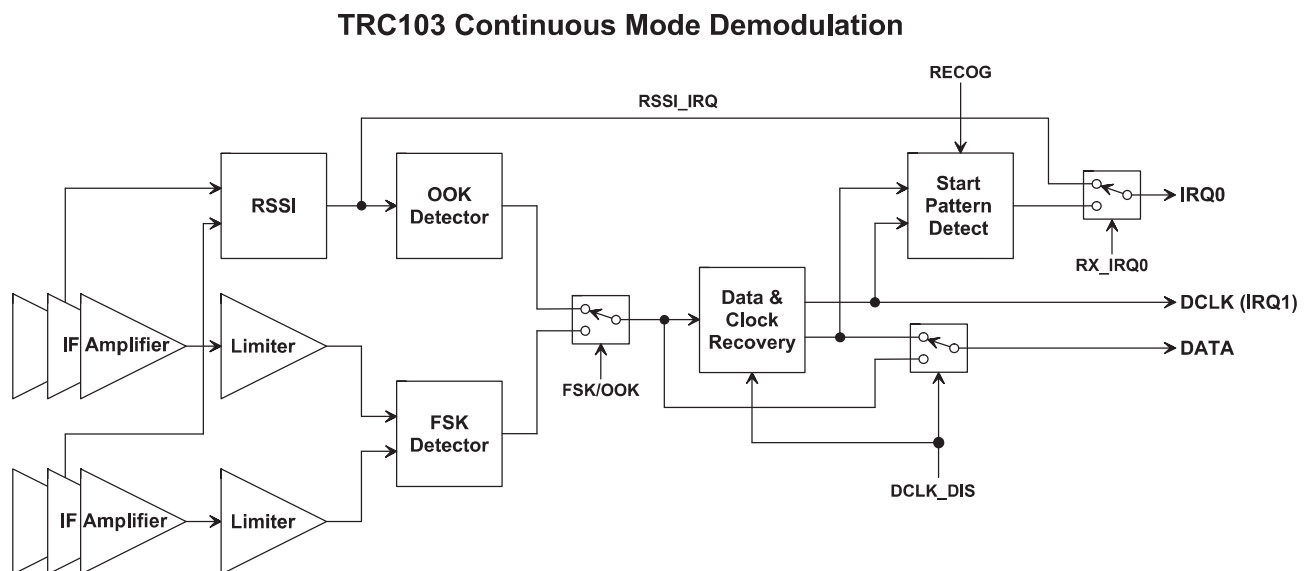 TRC103 Continuous Mode Demodulation
RECOG
RSSI_IRQ
RSSI
OOK
Detector
Start
Pattern
Detect
IRQ0
RX_IRQ0
IF Amplifier
Limiter
FSK/OOK
Data &
Clock
Recovery
DCLK (IRQ1)
DATA
FSK
Detector
DCLK_DIS
IF Amplifier
Limiter